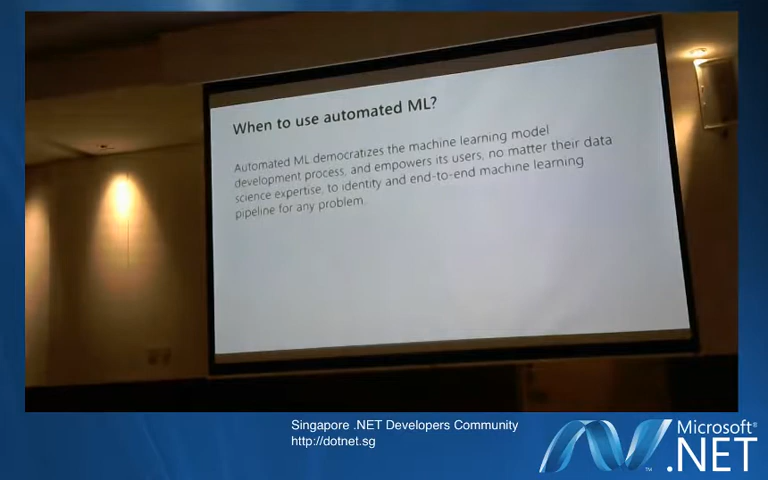 When to use automated ML?
Automated ML democratizes the machine learning model
development process, and empowers its users, no matter their data
science expertise, to identity and end-to-end machine learning
pipeline for any problem.
Singapore .NET Developers Community
http://dotnet.sg
Microsoft®
.NET
™